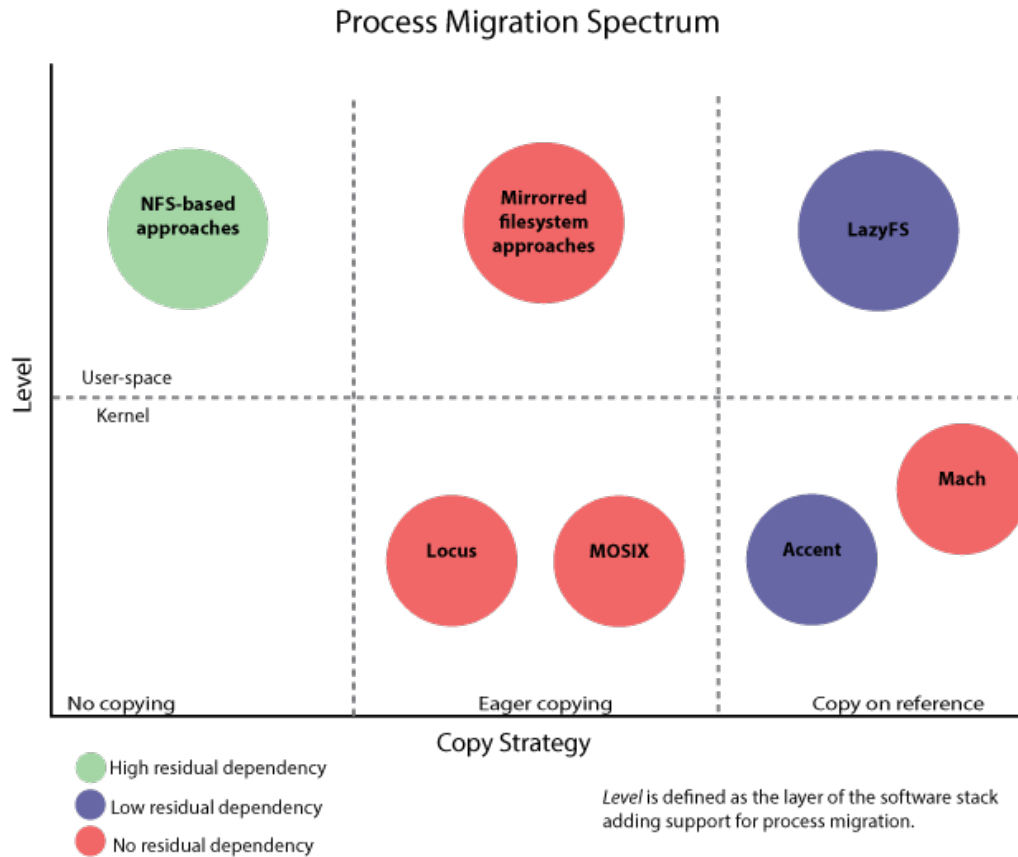 Process Migration Spectrum
NFS-based
approaches
Mirrorred
filesystem
approaches
LazyFS
Level
User-space
Kernel
Mach
Locus
MOSIX
Accent
No copying
Eager copying
Copy on reference
Copy Strategy
High residual dependency
Low residual dependency
No residual dependency
Level is defined as the layer of the software stack
adding support for process migration.